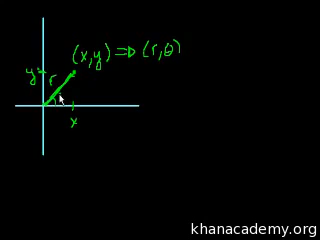 (x,y) ⇒ (r,θ)
y
r
x
khanacademy.org